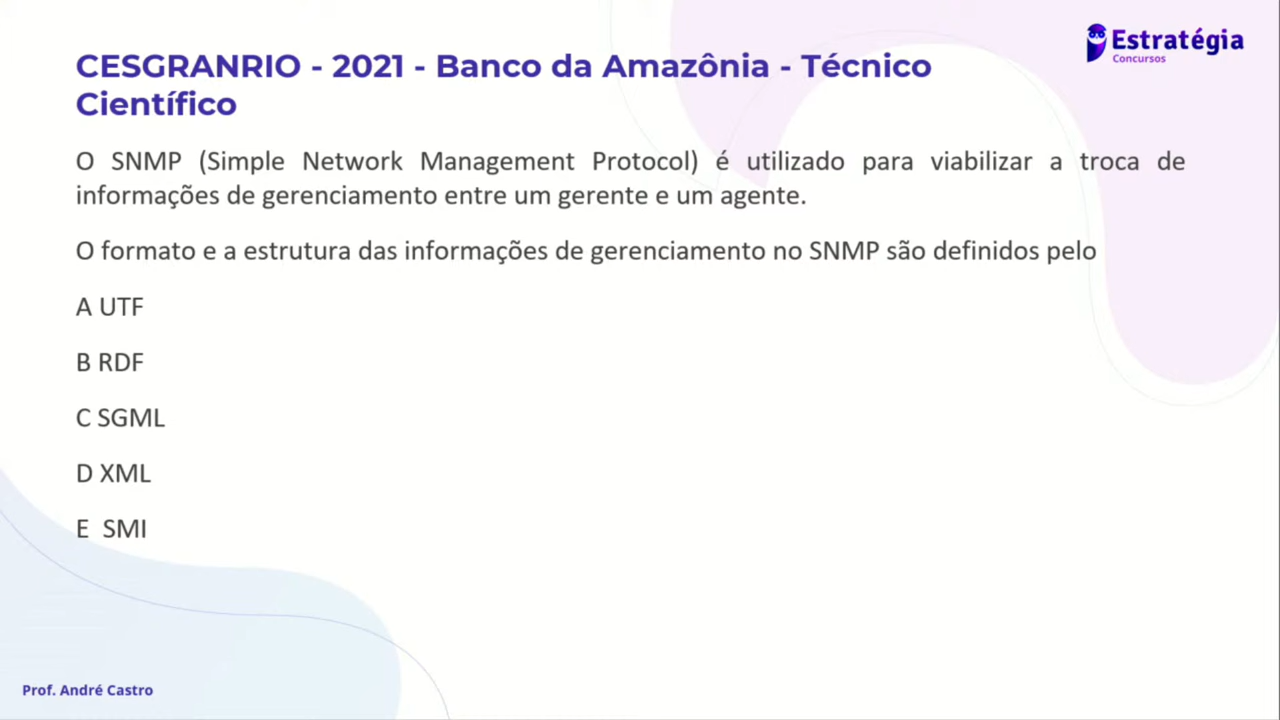 Estratégia
Concursos
CESGRANRIO - 2021 - Banco da Amazônia - Técnico
Científico
O SNMP (Simple Network Management Protocol) é utilizado para viabilizar a troca de
informações de gerenciamento entre um gerente e um agente.
O formato e a estrutura das informações de gerenciamento no SNMP são definidos pelo
A UTF
B RDF
C SGML
D XML
E SMI
Prof. André Castro